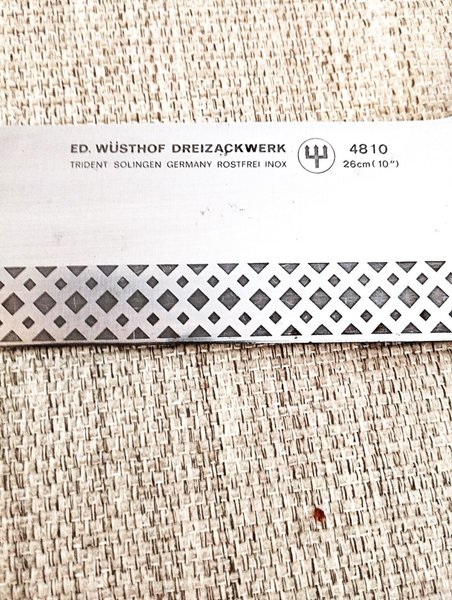 ED. WÜSTHOF DREIZACKWERK 4810
TRIDENT SOLINGEN GERMANY ROSTFREI INOX 26cm (10")